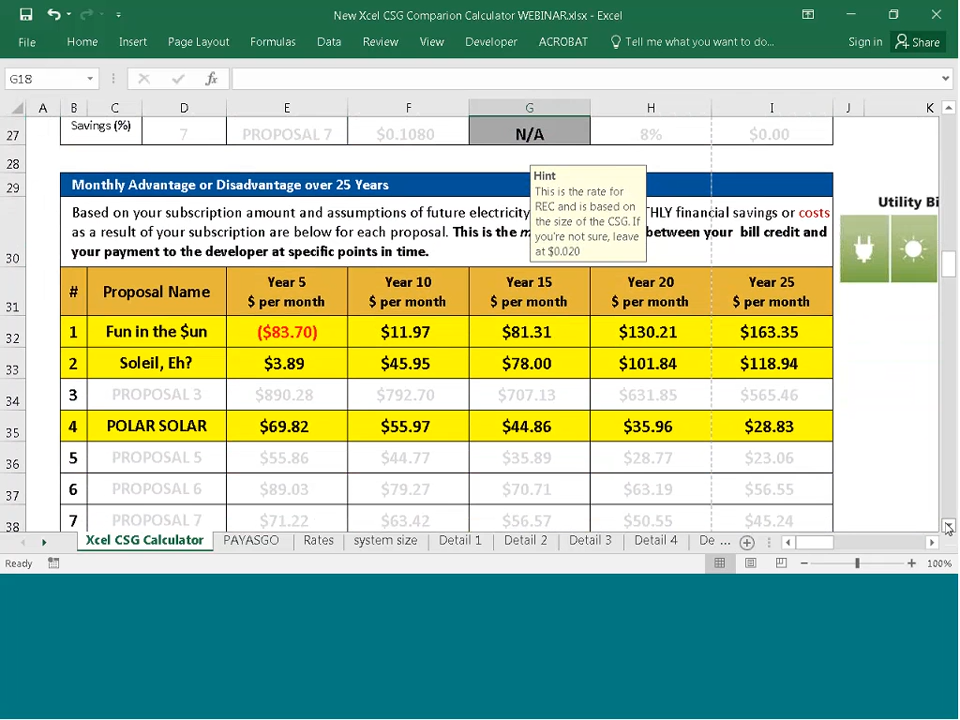 New Xcel CSG Comparion Calculator WEBINAR.xlsx - Excel
File Home Insert Page Layout Formulas Data Review View Developer ACROBAT Tell me what you want to do... Sign in Share
G18 fx
A B C D E F G H I J K
27 Savings (%) 7 PROPOSAL 7 $0.1080 N/A 8% $0.00
28
29 Monthly Advantage or Disadvantage over 25 Years
Hint
This is the rate for
REC and is based on
the size of the CSG. If
you're not sure, leave
at $0.020
Utility Bi
Based on your subscription amount and assumptions of future electricity THLY financial savings or costs
as a result of your subscription are below for each proposal. This is the between your bill credit and
30 your payment to the developer at specific points in time.
31 # Proposal Name Year 5 $ per month Year 10 $ per month Year 15 $ per month Year 20 $ per month Year 25 $ per month
32 1 Fun in the $un ($83.70) $11.97 $81.31 $130.21 $163.35
33 2 Soleil, Eh? $3.89 $45.95 $78.00 $101.84 $118.94
34 3 PROPOSAL 3 $890.28 $792.70 $707.13 $631.85 $565.46
35 4 POLAR SOLAR $69.82 $55.97 $44.86 $35.96 $28.83
36 5 PROPOSAL 5 $55.86 $44.77 $35.89 $28.77 $23.06
37 6 PROPOSAL 6 $89.03 $79.27 $70.71 $63.19 $56.55
38 7 PROPOSAL 7 $71.22 $63.42 $56.57 $50.55 $45.24
Xcel CSG Calculator PAYASGO Rates system size Detail 1 Detail 2 Detail 3 Detail 4 De ...
Ready 100%